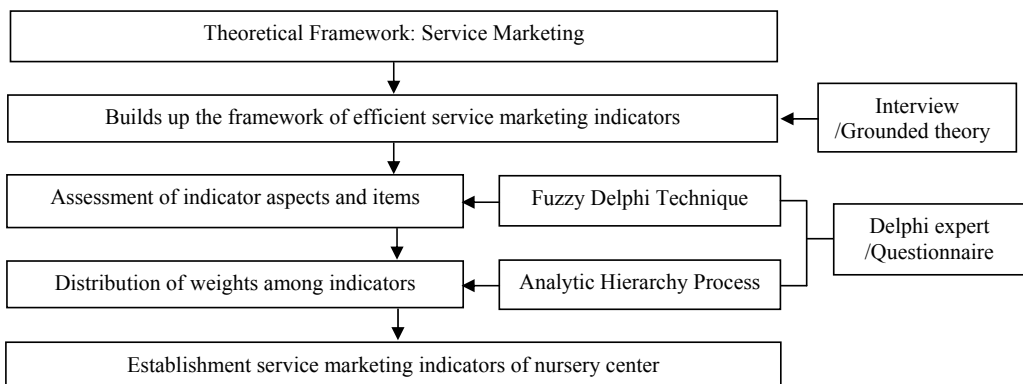 Theoretical Framework: Service Marketing
Builds up the framework of efficient service marketing indicators
Interview
/Grounded theory
Assessment of indicator aspects and items
Fuzzy Delphi Technique
Delphi expert
/Questionnaire
Distribution of weights among indicators
Analytic Hierarchy Process
Establishment service marketing indicators of nursery center